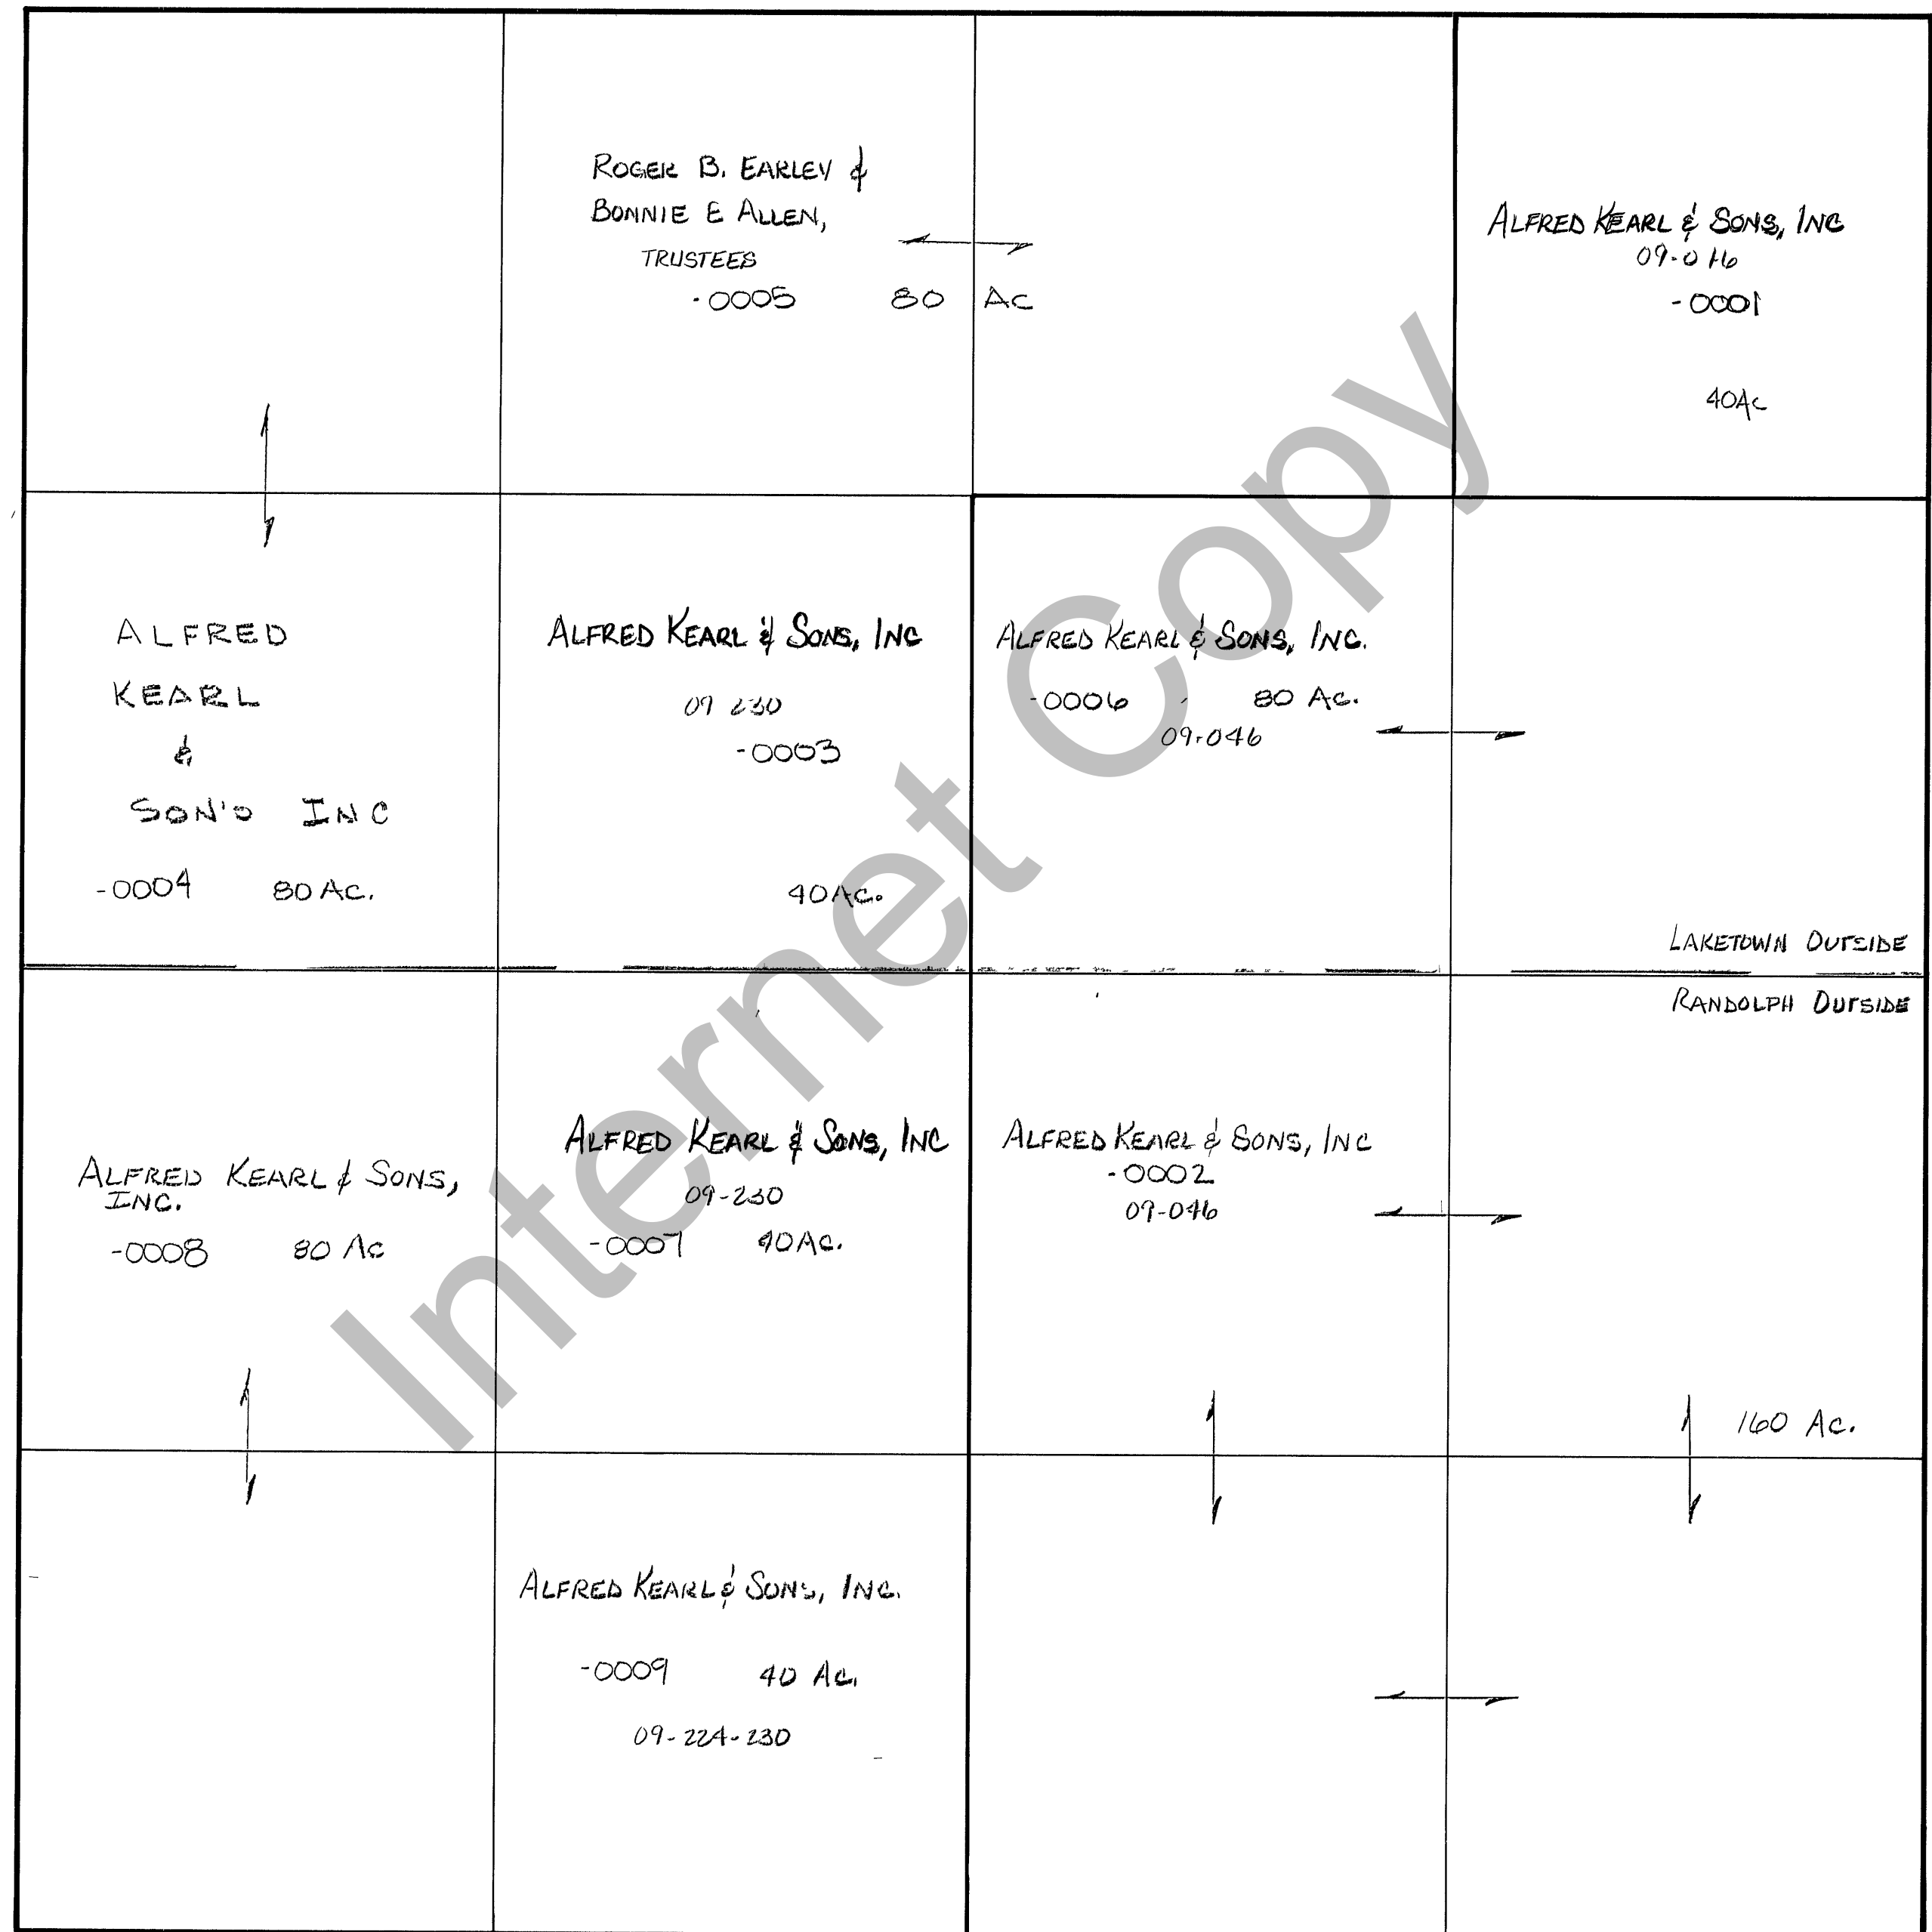 ROGER B. EARLEY &
BONNIE E ALLEN,
TRUSTEES
-0005 80 AC
ALFRED KEARL & SONS, INC
-0001
40Ac
ALFRED
KEARL
&
SON'S INC
-0004 80 AC.
ALFRED KEARL & SONS, INC
09 230
-0003
40AC.
ALFRED KEARL & SONS, INC.
-0006 80 AC.
09-046
LAKETOWN OUTSIDE
RANDOLPH OUTSIDE
ALFRED KEARL & SONS,
INC.
-0008 80 AC
ALFRED KEARL & SONS, INC
09-230
-0007 40AC.
ALFRED KEARL & SONS, INC
-0002
09-046
160 AC.
ALFRED KEARL & SONS, INC.
-0009 40 AC.
09-224-230
Internet Copy